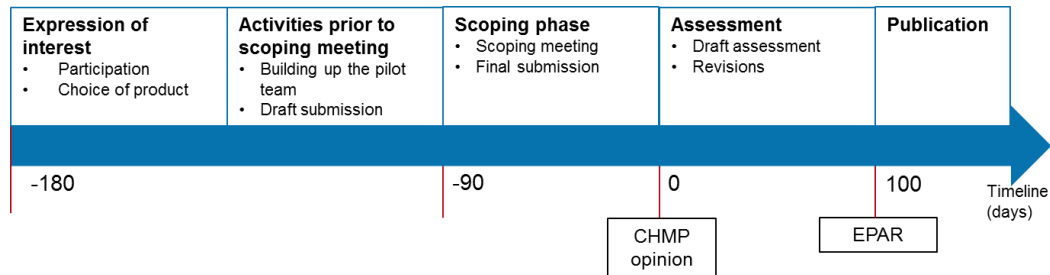 Expression of
interest
• Participation
• Choice of product
Activities prior to
scoping meeting
• Building up the pilot
team
• Draft submission
Scoping phase
• Scoping meeting
• Final submission
Assessment
• Draft assessment
• Revisions
Publication
-180
-90
0
100
Timeline
(days)
CHMP
opinion
EPAR